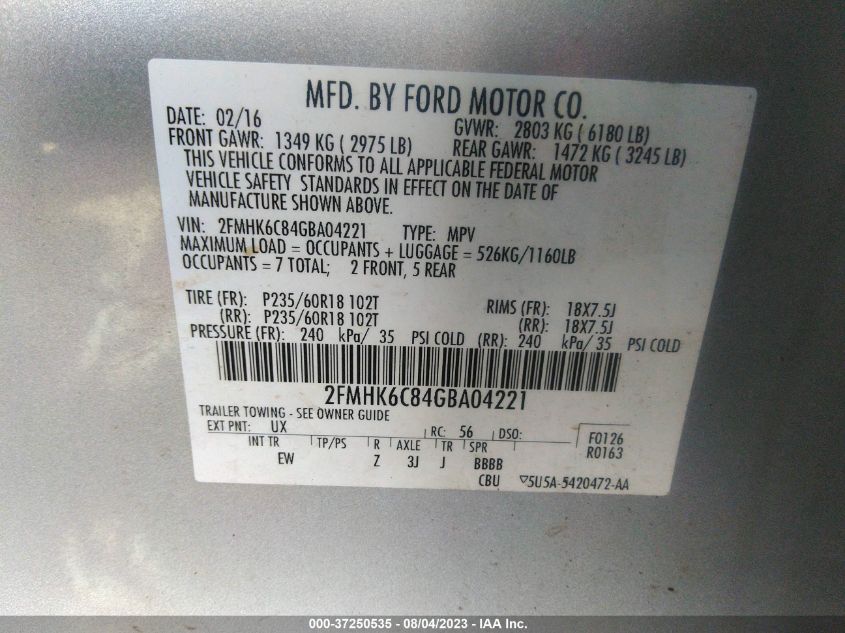 MFD. BY FORD MOTOR CO.
DATE: 02/16 GVWR: 2803 KG ( 6180 LB)
FRONT GAWR: 1349 KG ( 2975 LB) REAR GAWR: 1472 KG ( 3245 LB)
THIS VEHICLE CONFORMS TO ALL APPLICABLE FEDERAL MOTOR
VEHICLE SAFETY STANDARDS IN EFFECT ON THE DATE OF
MANUFACTURE SHOWN ABOVE.
VIN: 2FMHK6C84GBA04221 TYPE: MPV
MAXIMUM LOAD = OCCUPANTS + LUGGAGE = 526KG/1160LB
OCCUPANTS = 7 TOTAL; 2 FRONT, 5 REAR
TIRE (FR): P235/60R18 102T RIMS (FR): 18X7.5J
(RR): P235/60R18 102T (RR): 18X7.5J
PRESSURE (FR): 240 kPa/ 35 PSI COLD (RR): 240 kPa/ 35 PSI COLD
2FMHK6C84GBA04221
TRAILER TOWING - SEE OWNER GUIDE
EXT PNT: UX RC: 56 DSO: F0126
INT TR TP/PS R AXLE TR SPR R0163
EW Z 3J J BBBB
CBU ▽5U5A-5420472-AA
000-37250535 - 08/04/2023 - IAA Inc.